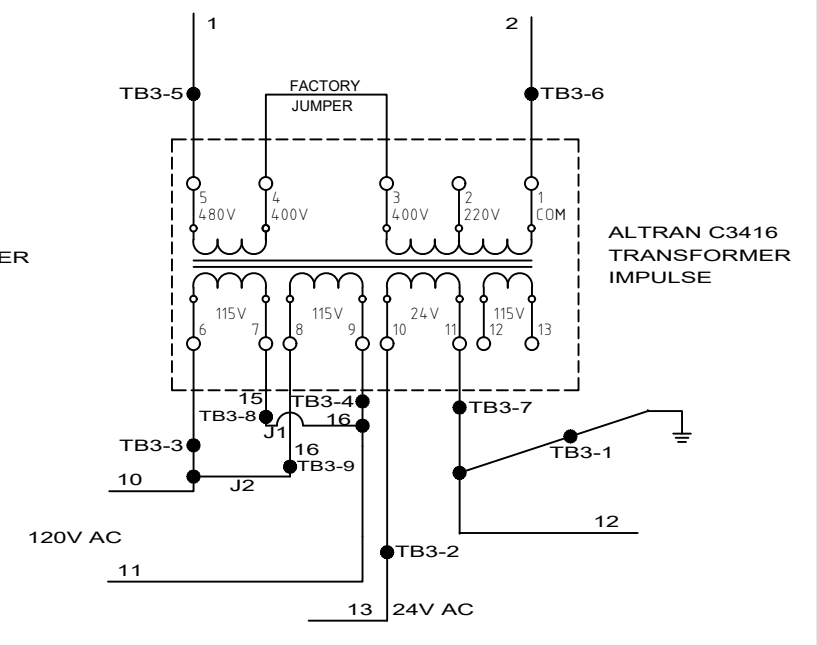 1
2
TB3-5
FACTORY
JUMPER
TB3-6
5
480V
4
400V
3
400V
2
220V
1
COM
ER
ALTRAN C3416
TRANSFORMER
IMPULSE
115V
115V
24V
115V
6
7
8
9
10
11
12
13
15
TB3-4
TB3-7
TB3-8
16
J1
TB3-3
16
TB3-9
TB3-1
10
J2
12
120V AC
TB3-2
11
13
24V AC